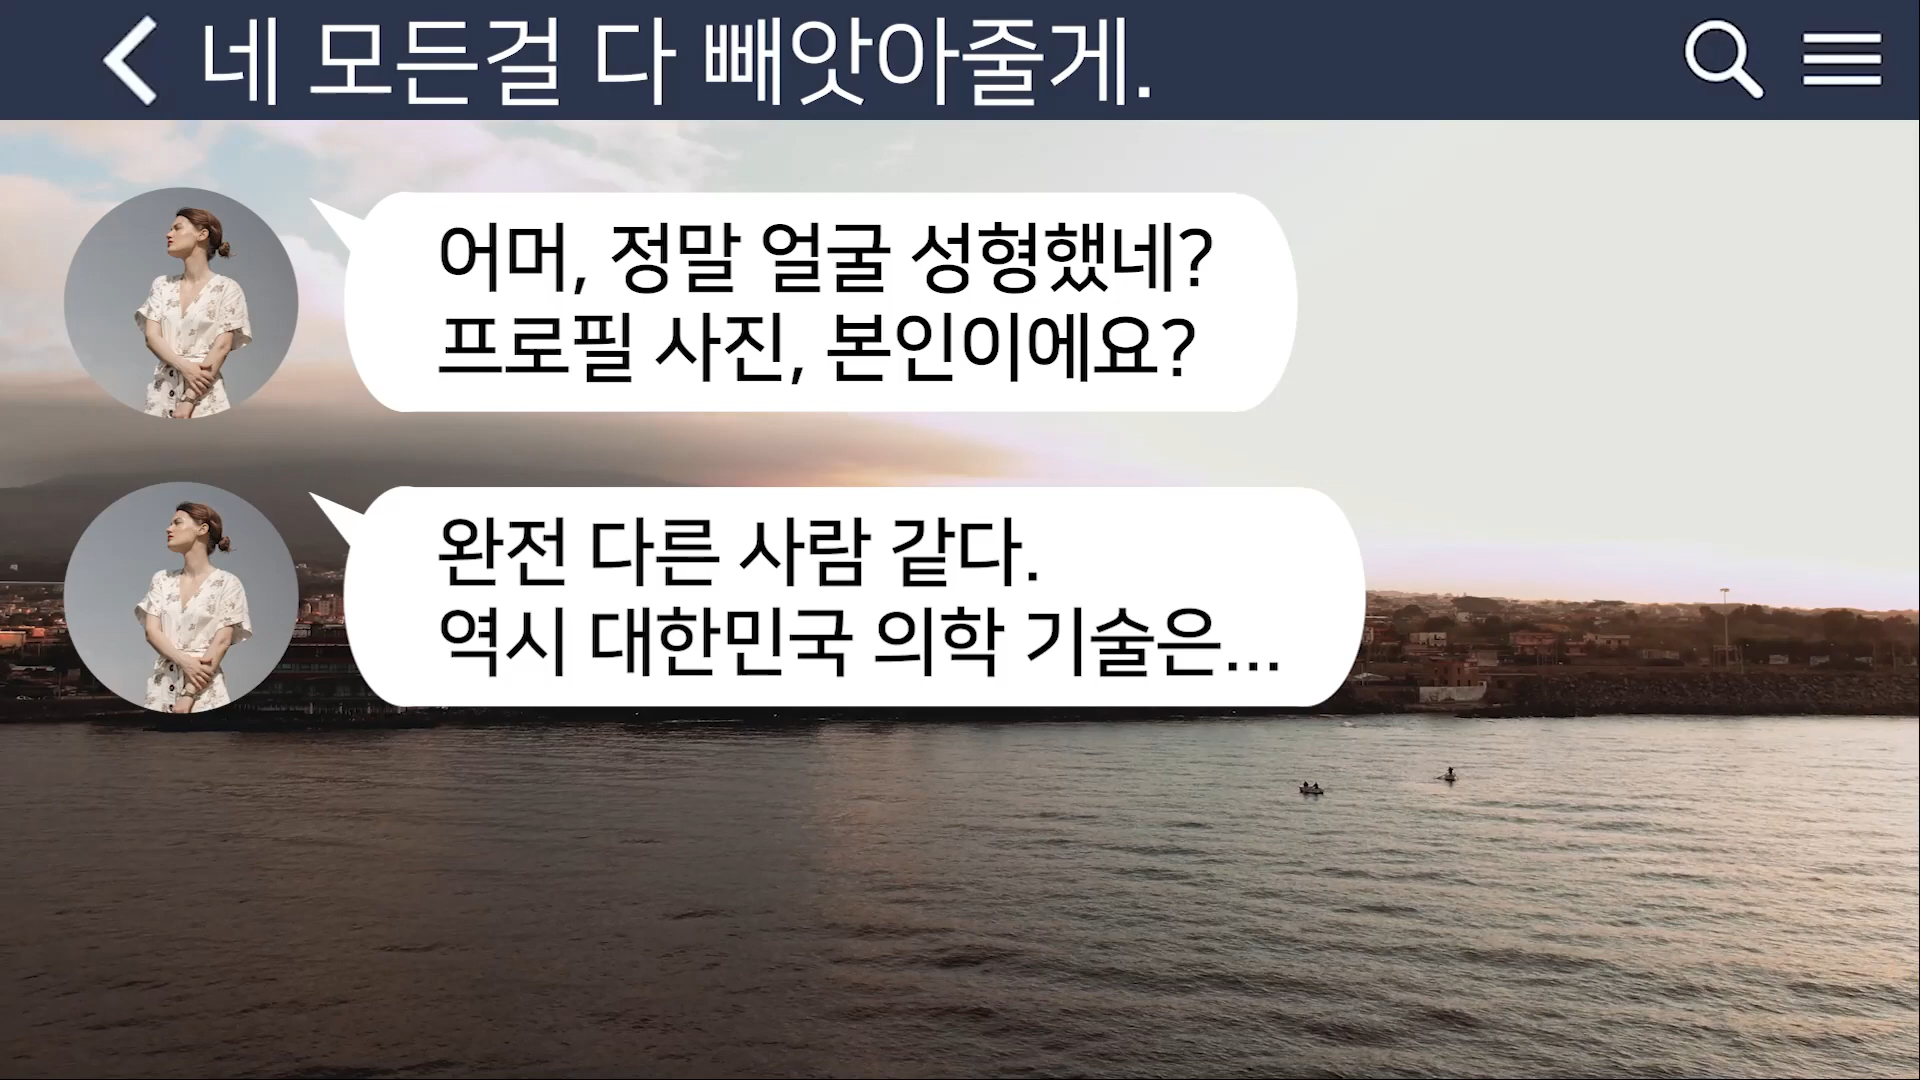 네 모든걸 다 빼앗아줄게.
어머, 정말 얼굴 성형했네?
프로필 사진, 본인이에요?
완전 다른 사람 같다.
역시 대한민국 의학 기술은...